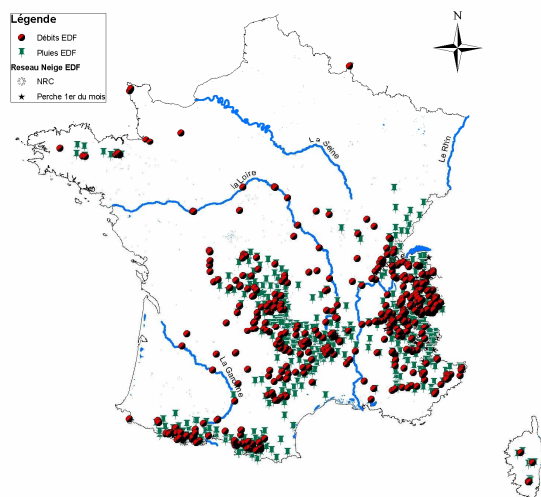 Légende
Débits EDF
Pluies EDF
Reseau Neige EDF
NRC
Perche 1er du mois
N
La Seine
Le Rhin
la Loire
La Garonne